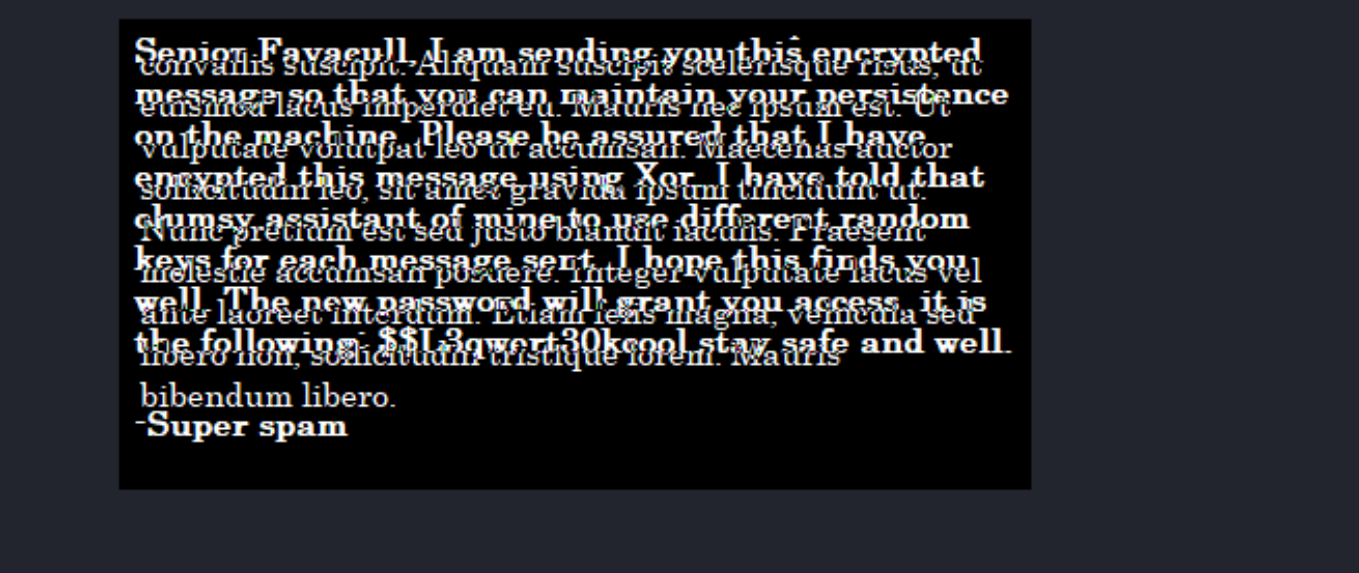 Senior Favacull, I am sending you this encrypted
convallis suscipit. Aliquam suscipit scelerisque risus, ut
message so that you can maintain your persistance
euismod lacus imperdiet eu. Mauris nec ipsum est. Ut
on the machine. Please be assured that I have
vulputate volutpat leo ut accumsan. Maecenas auctor
encypted this message using Xor. I have told that
sollicitudin leo, sit amet gravida ipsum tincidunt ut.
clumsy assistant of mine to use different random
Nunc pretium est sed justo blandit iaculis. Praesent
keys for each message sent. I hope this finds you
molestie accumsan posuere. Integer vulputate lacus vel
well. The new password will grant you access, it is
ante laoreet interdum. Etiam felis magna, vehicula sed
the following: $$L3qwert30kcool stay safe and well.
libero non, sollicitudin tristique lorem. Mauris
bibendum libero.
-Super spam